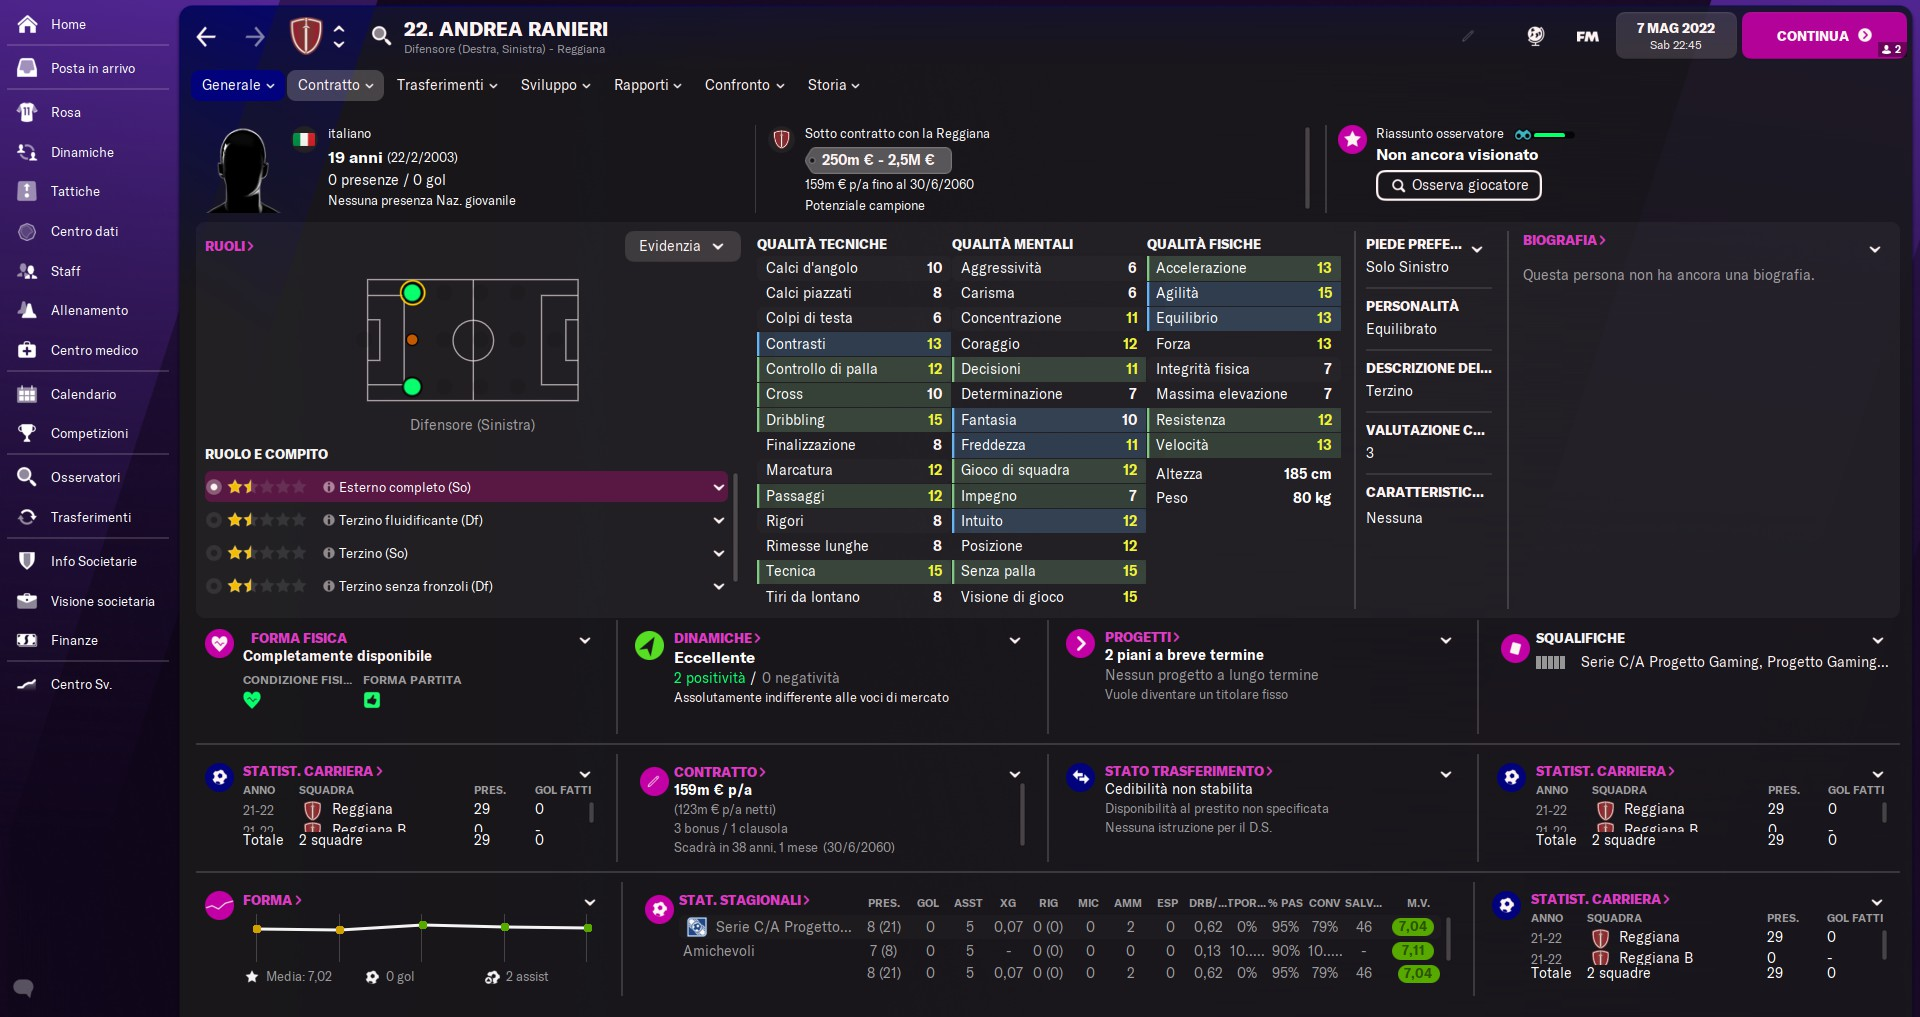 Home
Posta in arrivo
Rosa
Dinamiche
Tattiche
Centro dati
Staff
Allenamento
Centro medico
Calendario
Competizioni
Osservatori
Trasferimenti
Info Societarie
Visione societaria
Finanze
Centro Sv.
22. ANDREA RANIERI
Difensore (Destra, Sinistra) - Reggiana
FM
7 MAG 2022
Sab 22:45
CONTINUA
2
Generale Contratto Trasferimenti Sviluppo Rapporti Confronto Storia
italiano
19 anni (22/2/2003)
0 presenze / 0 gol
Nessuna presenza Naz. giovanile
Sotto contratto con la Reggiana
250m € - 2,5M €
159m € p/a fino al 30/6/2060
Potenziale campione
Riassunto osservatore
Non ancora visionato
Osserva giocatore
RUOLI
Evidenzia
Difensore (Sinistra)
RUOLO E COMPITO
Esterno completo (So)
Terzino fluidificante (Df)
Terzino (So)
Terzino senza fronzoli (Df)
QUALITÀ TECNICHE
Calci d'angolo 10
Calci piazzati 8
Colpi di testa 6
Contrasti 13
Controllo di palla 12
Cross 10
Dribbling 15
Finalizzazione 8
Marcatura 12
Passaggi 12
Rigori 8
Rimesse lunghe 8
Tecnica 15
Tiri da lontano 8
QUALITÀ MENTALI
Aggressività 6
Carisma 6
Concentrazione 11
Coraggio 12
Decisioni 11
Determinazione 7
Fantasia 10
Freddezza 11
Gioco di squadra 12
Impegno 7
Intuito 12
Posizione 12
Senza palla 15
Visione di gioco 15
QUALITÀ FISICHE
Accelerazione 13
Agilità 15
Equilibrio 13
Forza 13
Integrità fisica 7
Massima elevazione 7
Resistenza 12
Velocità 13
Altezza 185 cm
Peso 80 kg
PIEDE PREFE...
Solo Sinistro
PERSONALITÀ
Equilibrato
DESCRIZIONE DEI...
Terzino
VALUTAZIONE C...
3
CARATTERISTIC...
Nessuna
BIOGRAFIA
Questa persona non ha ancora una biografia.
FORMA FISICA
Completamente disponibile
CONDIZIONE FISI... FORMA PARTITA
DINAMICHE
Eccellente
2 positività / 0 negatività
Assolutamente indifferente alle voci di mercato
PROGETTI
2 piani a breve termine
Nessun progetto a lungo termine
Vuole diventare un titolare fisso
SQUALIFICHE
Serie C/A Progetto Gaming, Progetto Gaming...
STATIST. CARRIERA
ANNO SQUADRA PRES. GOL FATTI
21-22 Reggiana 29 0
21-22 Reggiana B 0 -
Totale 2 squadre 29 0
CONTRATTO
159m € p/a
(123m € p/a netti)
3 bonus / 1 clausola
Scadrà in 38 anni, 1 mese (30/6/2060)
STATO TRASFERIMENTO
Cedibilità non stabilita
Disponibilità al prestito non specificata
Nessuna istruzione per il D.S.
STATIST. CARRIERA
ANNO SQUADRA PRES. GOL FATTI
21-22 Reggiana 29 0
21-22 Reggiana B 0 -
Totale 2 squadre 29 0
FORMA
Media: 7,02 0 gol 2 assist
STAT. STAGIONALI
PRES. GOL ASST XG RIG MIC AMM ESP DRB/... TPOR... % PAS CONV SALV... M.V.
Serie C/A Progetto... 8 (21) 0 5 0,07 0 (0) 0 2 0 0,62 0% 95% 79% 46 7,04
Amichevoli 7 (8) 0 5 - 0 (0) 0 0 0 0,13 10..... 90% 10..... - 7,11
8 (21) 0 5 0,07 0 (0) 0 2 0 0,62 0% 95% 79% 46 7,04
STATIST. CARRIERA
ANNO SQUADRA PRES. GOL FATTI
21-22 Reggiana 29 0
21-22 Reggiana B 0 -
Totale 2 squadre 29 0